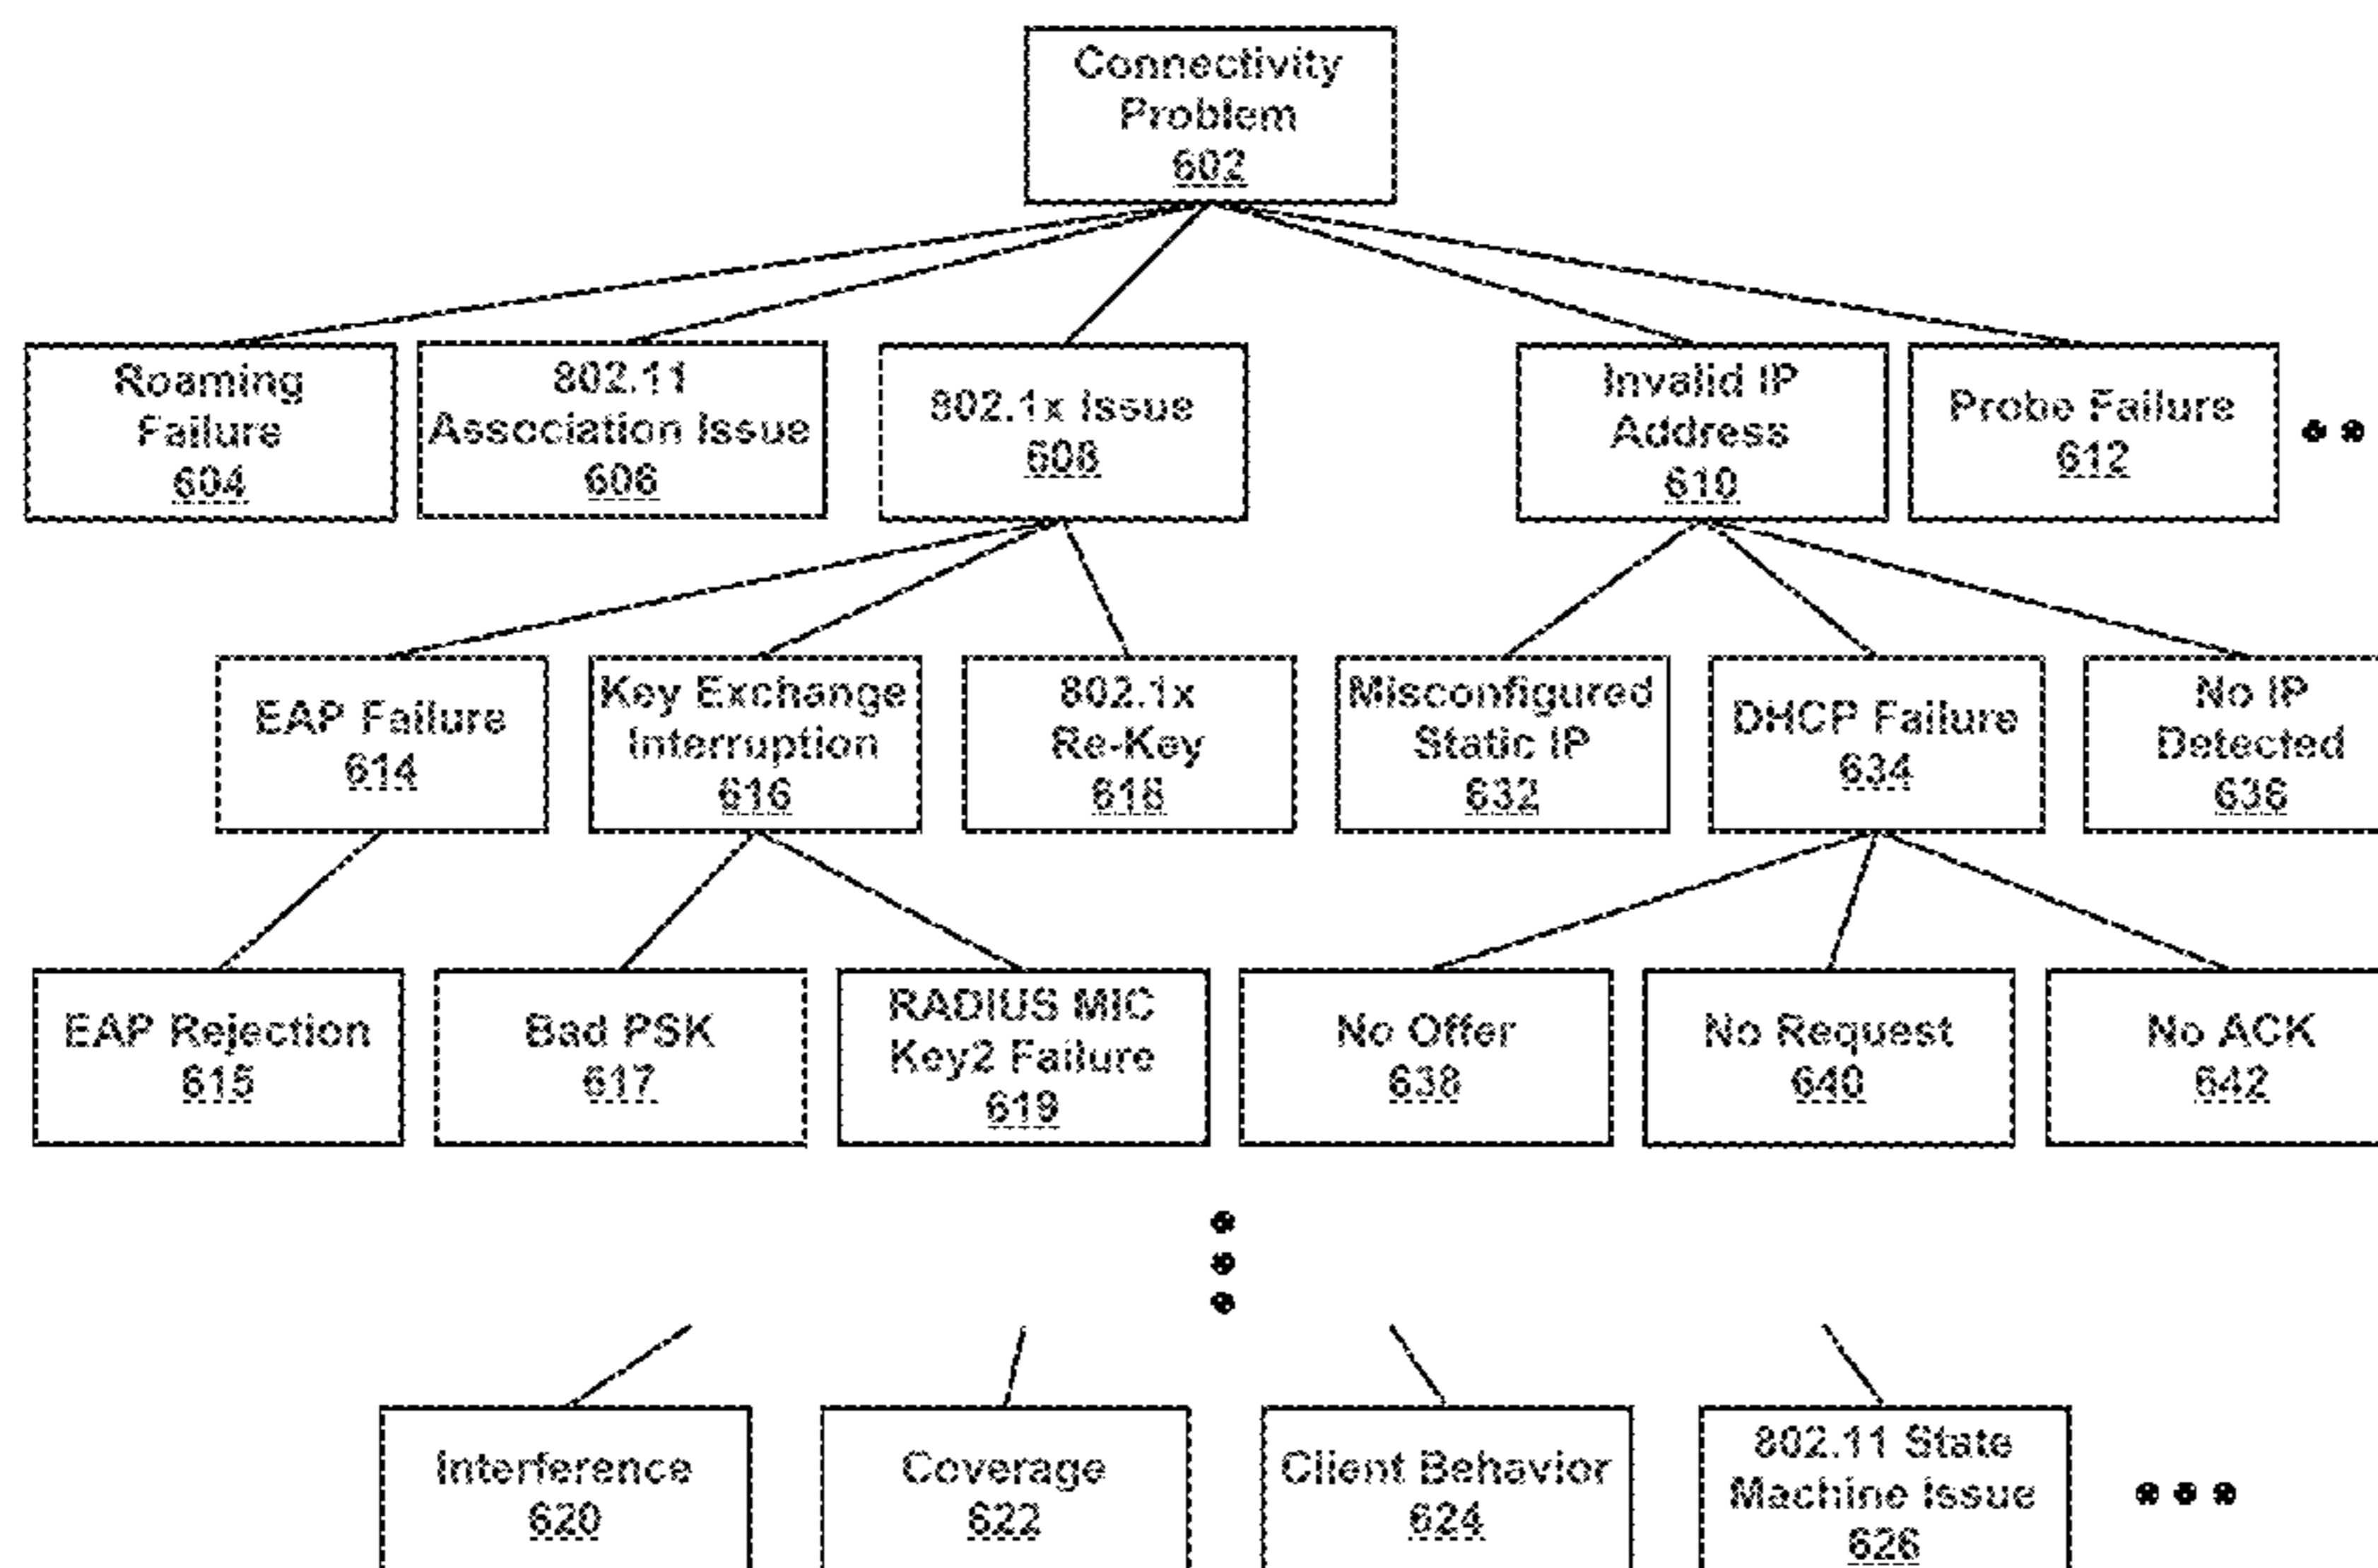 Connectivity
Problem
602
Roaming
Failure
604
802.11
Association Issue
606
802.1x Issue
608
Invalid IP
Address
610
Probe Failure
612
EAP Failure
614
Key Exchange
Interruption
616
802.1x
Re-Key
618
Misconfigured
Static IP
632
DHCP Failure
634
No IP
Detected
636
EAP Rejection
615
Bad PSK
617
RADIUS MIC
Key2 Failure
619
No Offer
638
No Request
640
No ACK
642
Interference
620
Coverage
622
Client Behavior
624
802.11 State
Machine Issue
626